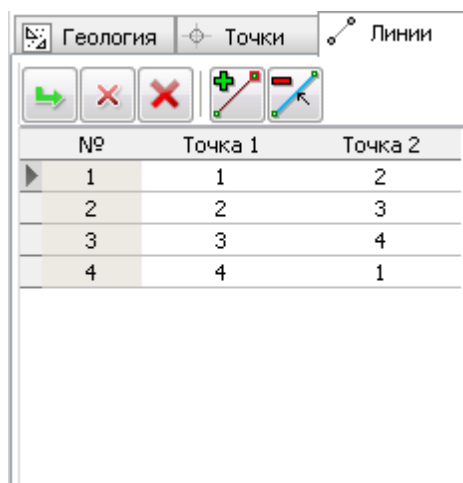 Геология Точки Линии
№ Точка 1 Точка 2
1 1 2
2 2 3
3 3 4
4 4 1